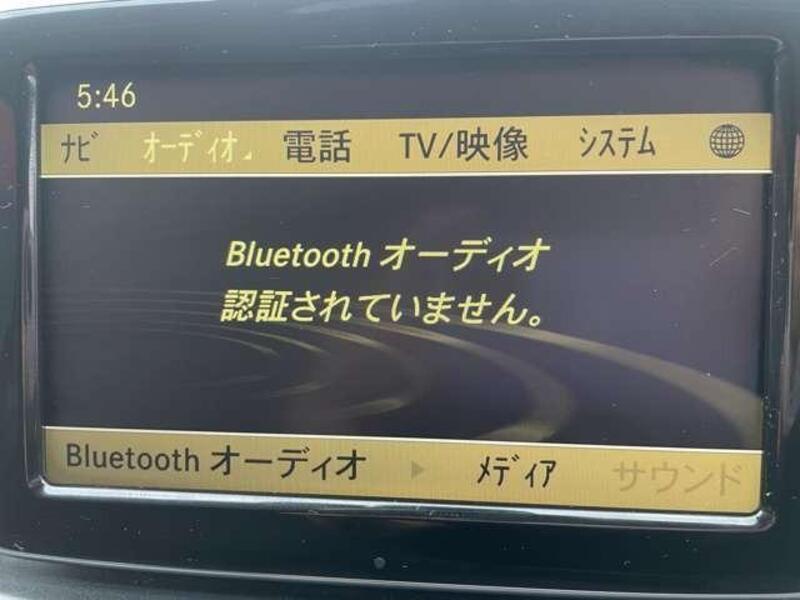 5:46
ﾅﾋﾞ ｵｰﾃﾞｨｵ 電話 TV/映像 ｼｽﾃﾑ
Bluetooth オーディオ
認証されていません。
Bluetooth オーディオ ﾒﾃﾞｨｱ サウンド